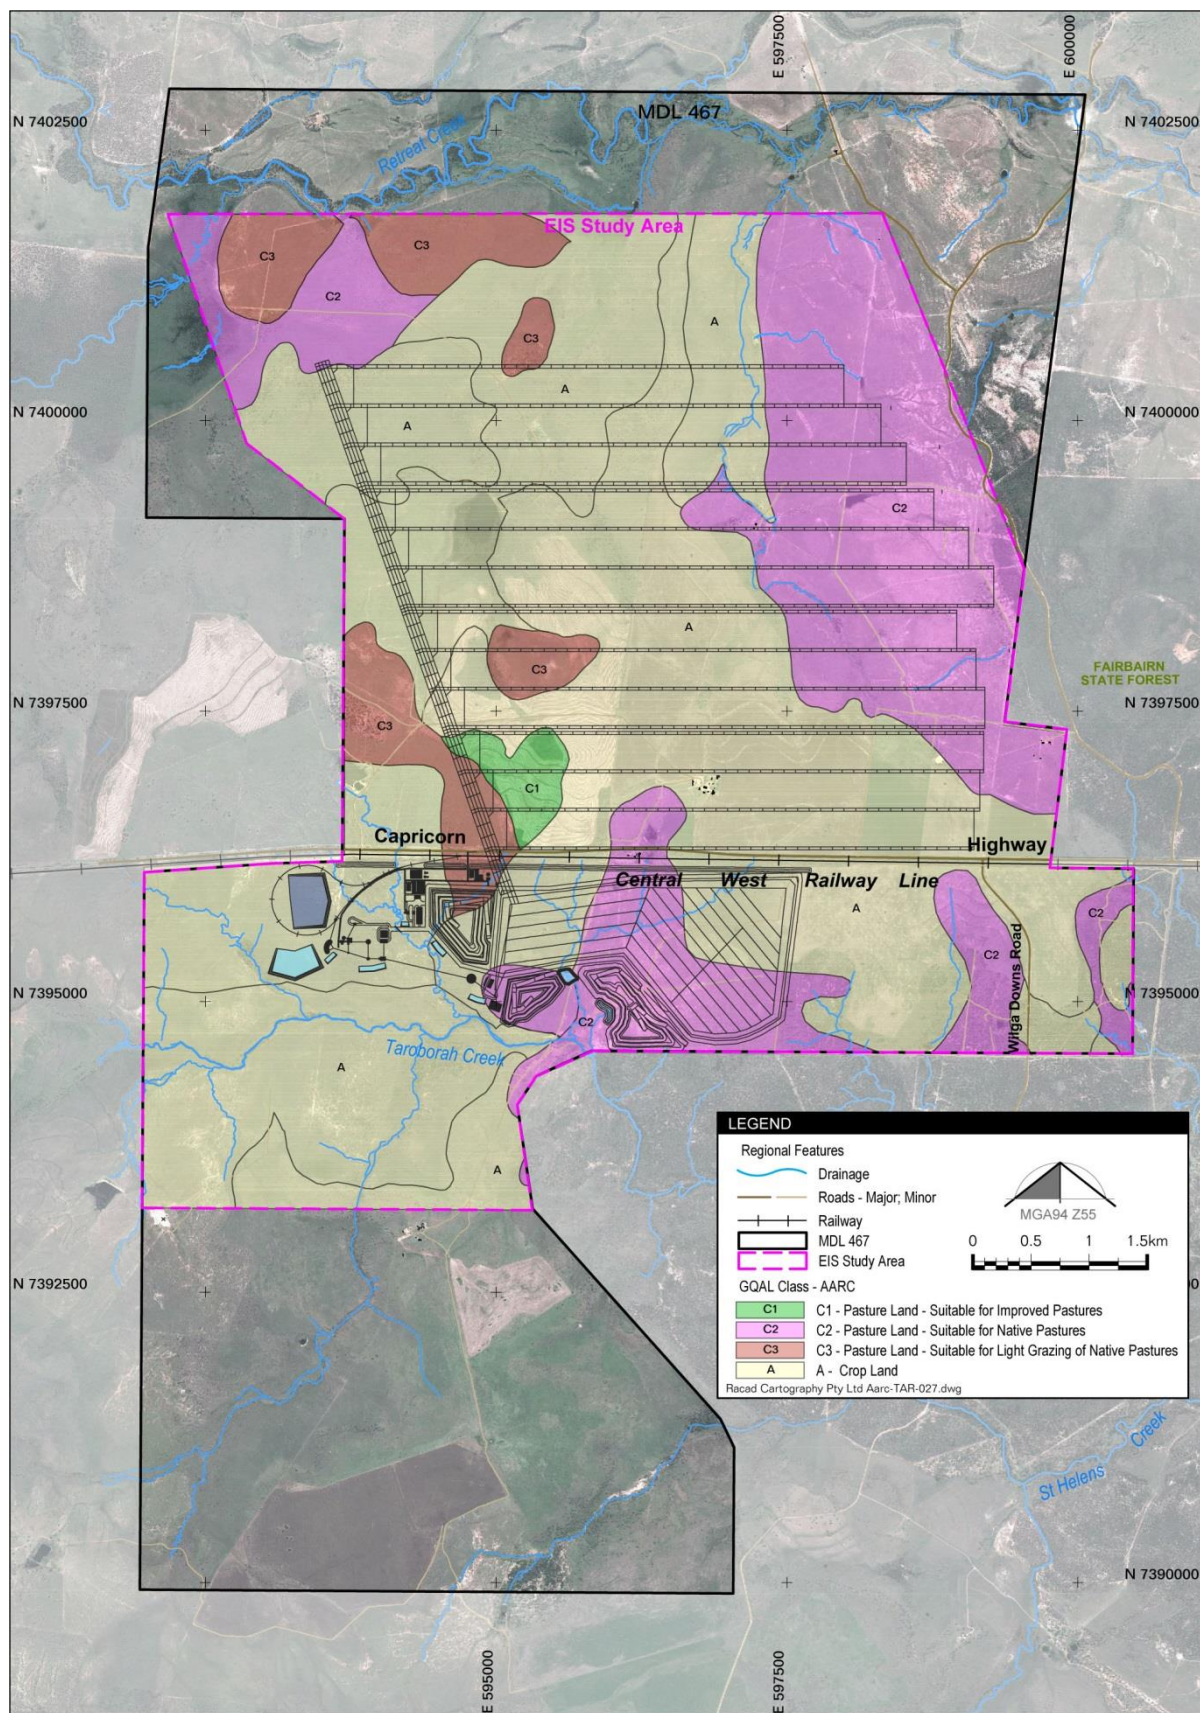 E 597500
E 600000
N 7402500
MDL 467
N 7402500
Retreat Creek
EIS Study Area
C3
C3
C2
A
C3
A
N 7400000
A
N 7400000
C2
A
C3
FAIRBAIRN
STATE FOREST
N 7397500
C3
N 7397500
C1
Capricorn
Highway
Central West Railway Line
A
C2
C2
Wilga Downs Road
N 7395000
N 7395000
C2
Taroborah Creek
A
A
LEGEND
Regional Features
Drainage
Roads - Major; Minor
Railway
MDL 467
EIS Study Area
MGA94 Z55
0 0.5 1 1.5km
GQAL Class - AARC
C1 C1 - Pasture Land - Suitable for Improved Pastures
C2 C2 - Pasture Land - Suitable for Native Pastures
C3 C3 - Pasture Land - Suitable for Light Grazing of Native Pastures
A A - Crop Land
Racad Cartography Pty Ltd Aarc-TAR-027.dwg
N 7392500
St Helens Creek
N 7390000
E 595000
E 597500